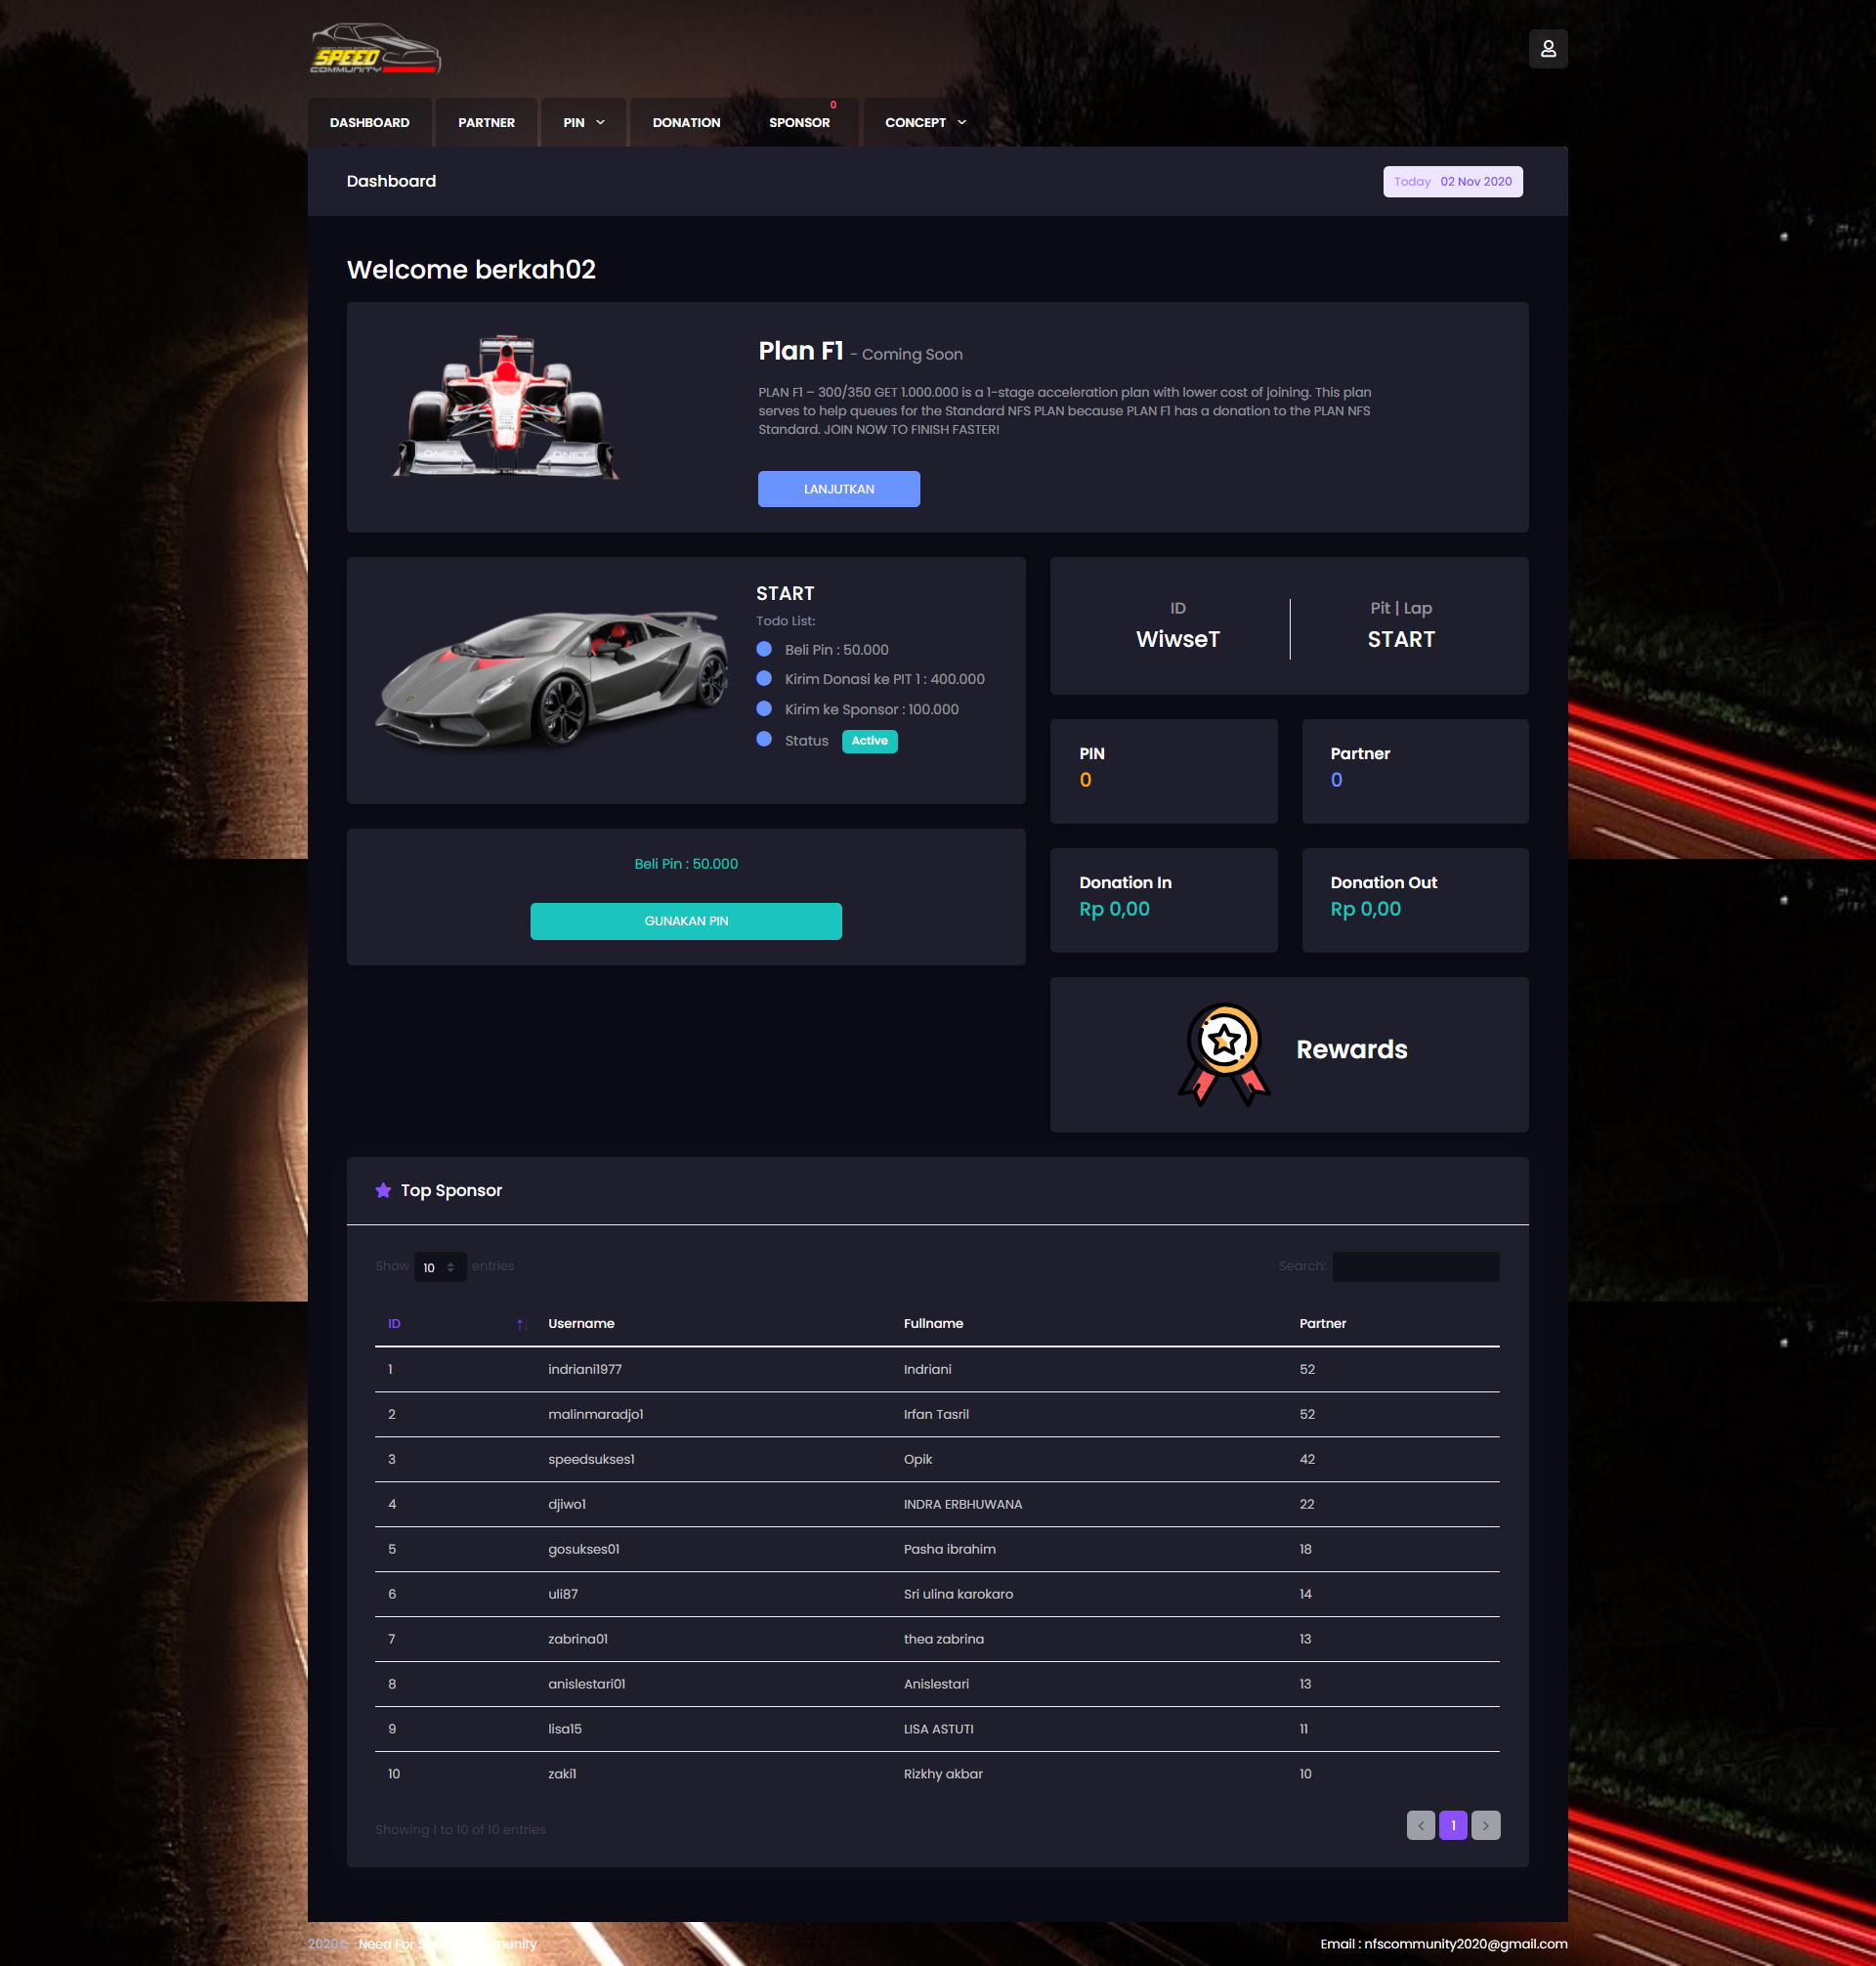 SPEED
COMMUNITY
DASHBOARD
PARTNER
PIN
DONATION
SPONSOR
0
CONCEPT
Dashboard
Today 02 Nov 2020
Welcome berkah02
Plan F1 - Coming Soon
PLAN F1 – 300/350 GET 1.000.000 is a 1-stage acceleration plan with lower cost of joining. This plan
serves to help queues for the Standard NFS PLAN because PLAN F1 has a donation to the PLAN NFS
Standard. JOIN NOW TO FINISH FASTER!
LANJUTKAN
QNET
QNET
START
Todo List:
Beli Pin : 50.000
Kirim Donasi ke PIT 1 : 400.000
Kirim ke Sponsor : 100.000
Status Active
Beli Pin : 50.000
GUNAKAN PIN
ID
WiwseT
Pit | Lap
START
PIN
0
Partner
0
Donation In
Rp 0,00
Donation Out
Rp 0,00
Rewards
Top Sponsor
Show 10 entries
Search:
ID Username Fullname Partner
1 indriani1977 Indriani 52
2 malinmaradjo1 Irfan Tasril 52
3 speedsukses1 Opik 42
4 djiwo1 INDRA ERBHUWANA 22
5 gosukses01 Pasha ibrahim 18
6 uli87 Sri ulina karokaro 14
7 zabrina01 thea zabrina 13
8 anislestari01 Anislestari 13
9 lisa15 LISA ASTUTI 11
10 zaki1 Rizkhy akbar 10
Showing 1 to 10 of 10 entries
1
2020© Need For Speed Community
Email : nfscommunity2020@gmail.com